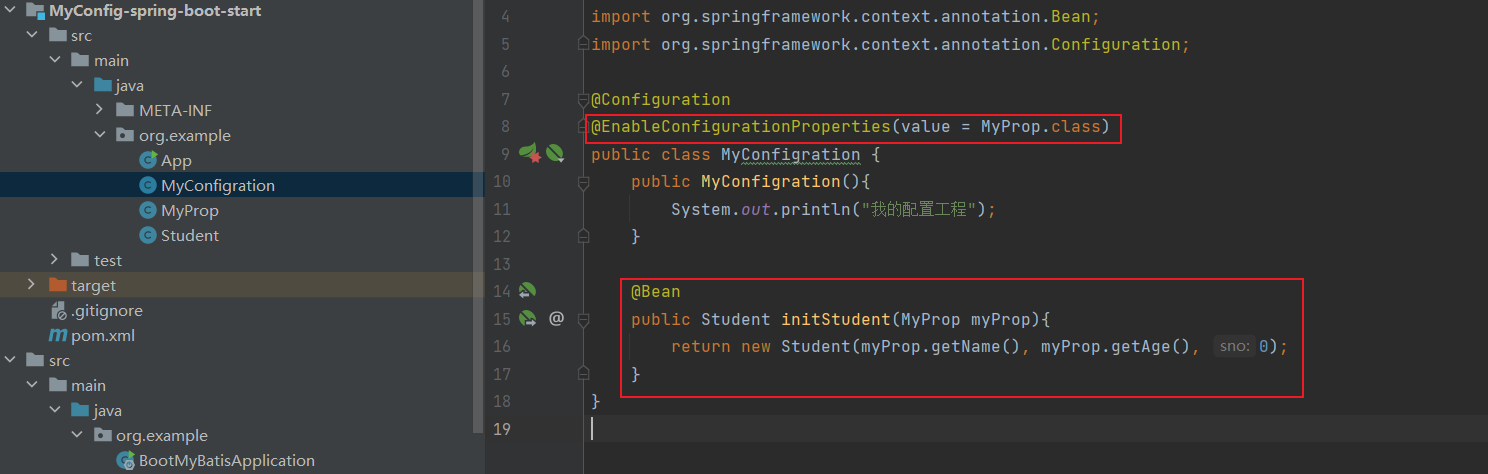 MyConfig-spring-boot-start
src
main
java
META-INF
org.example
App
MyConfigration
MyProp
Student
test
target
.gitignore
pom.xml
src
main
java
org.example
BootMyBatisApplication
4 import org.springframework.context.annotation.Bean;
5 import org.springframework.context.annotation.Configuration;
6
7 @Configuration
8 @EnableConfigurationProperties(value = MyProp.class)
9 public class MyConfigration {
10 public MyConfigration(){
11 System.out.println("我的配置工程");
12 }
13
14 @Bean
15 @ public Student initStudent(MyProp myProp){
16 return new Student(myProp.getName(), myProp.getAge(), sno: 0);
17 }
18 }
19